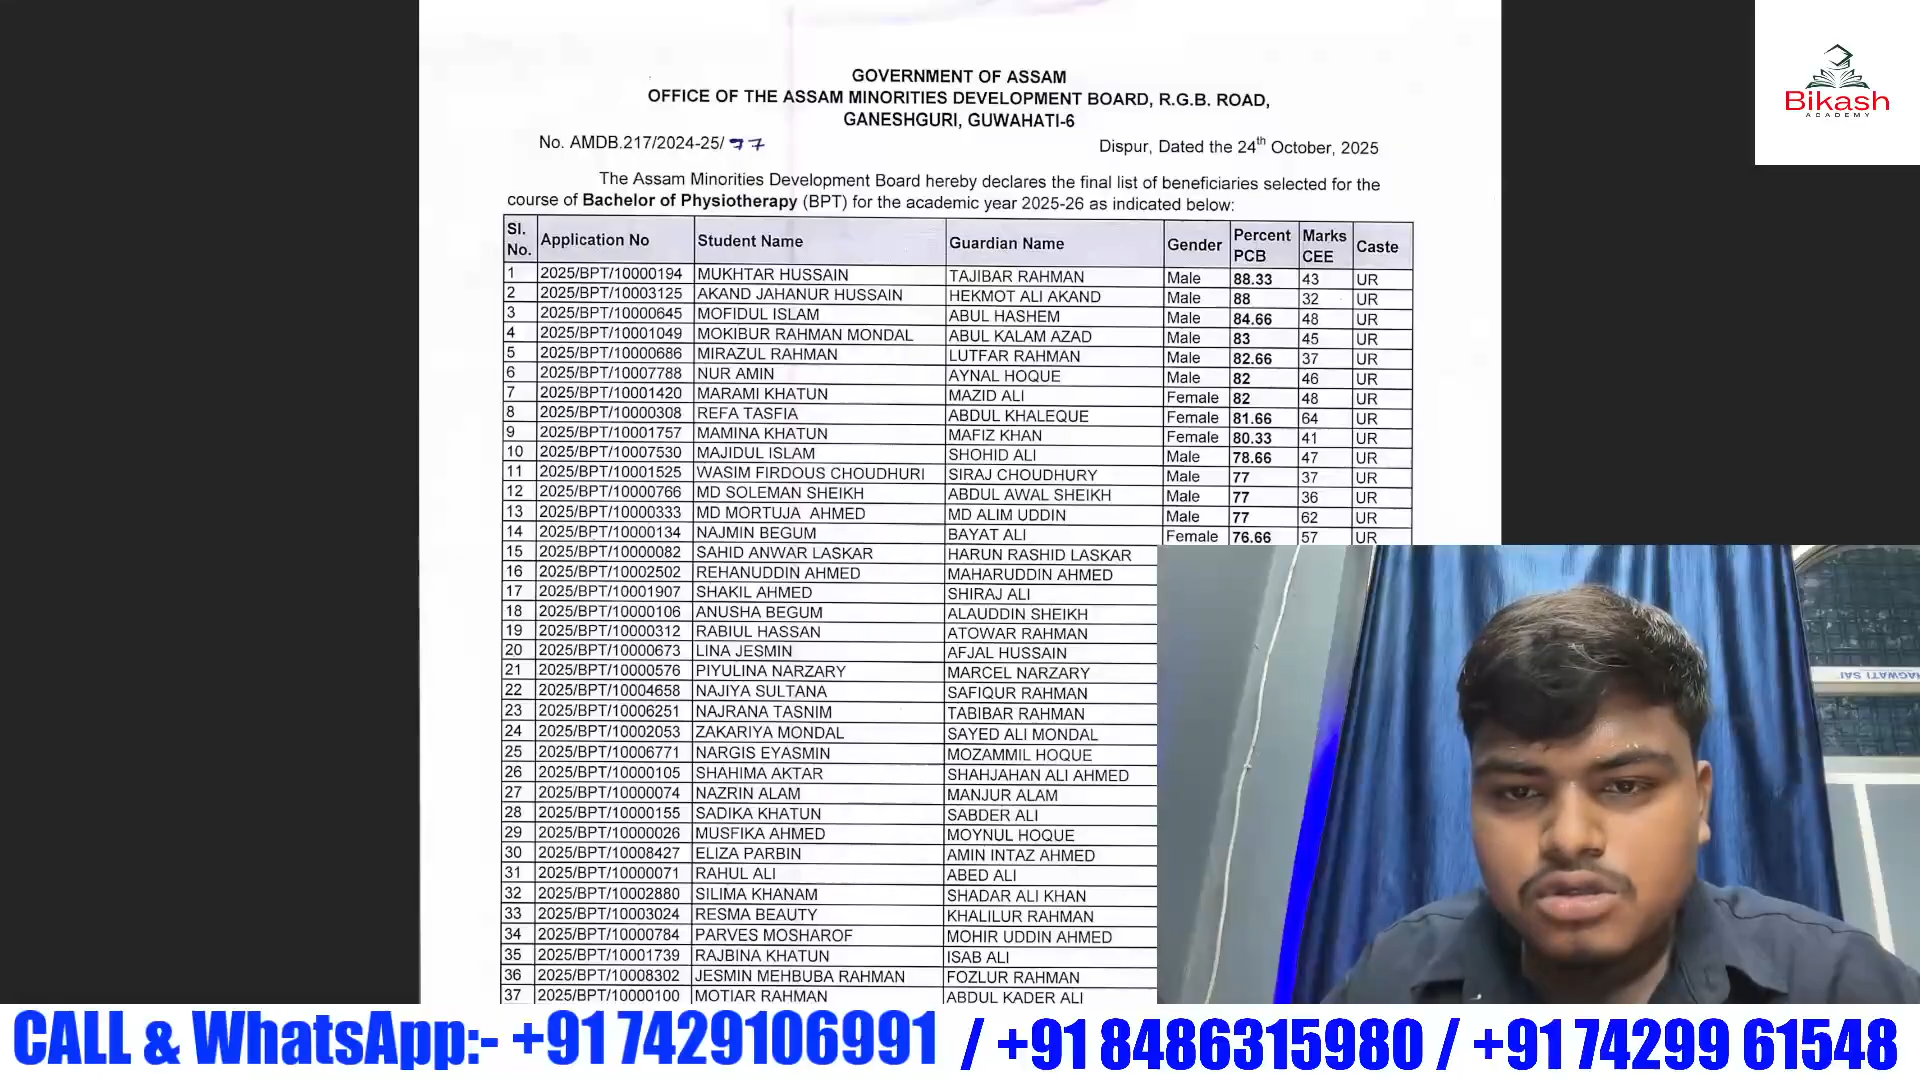 GOVERNMENT OF ASSAM
OFFICE OF THE ASSAM MINORITIES DEVELOPMENT BOARD, R.G.B. ROAD,
GANESHGURI, GUWAHATI-6
No. AMDB.217/2024-25/77 Dispur, Dated the 24th October, 2025
The Assam Minorities Development Board hereby declares the final list of beneficiaries selected for the
course of Bachelor of Physiotherapy (BPT) for the academic year 2025-26 as indicated below:
Sl. No. Application No Student Name Guardian Name Gender Percent PCB Marks CEE Caste
1 2025/BPT/10000194 MUKHTAR HUSSAIN TAJIBAR RAHMAN Male 88.33 43 UR
2 2025/BPT/10003125 AKAND JAHANUR HUSSAIN HEKMOT ALI AKAND Male 88 32 UR
3 2025/BPT/10000645 MOFIDUL ISLAM ABUL HASHEM Male 84.66 48 UR
4 2025/BPT/10001049 MOKIBUR RAHMAN MONDAL ABUL KALAM AZAD Male 83 45 UR
5 2025/BPT/10000686 MIRAZUL RAHMAN LUTFAR RAHMAN Male 82.66 37 UR
6 2025/BPT/10007788 NUR AMIN AYNAL HOQUE Male 82 46 UR
7 2025/BPT/10001420 MARAMI KHATUN MAZID ALI Female 82 48 UR
8 2025/BPT/10000308 REFA TASFIA ABDUL KHALEQUE Female 81.66 64 UR
9 2025/BPT/10001757 MAMINA KHATUN MAFIZ KHAN Female 80.33 41 UR
10 2025/BPT/10007530 MAJIDUL ISLAM SHOHID ALI Male 78.66 47 UR
11 2025/BPT/10001525 WASIM FIRDOUS CHOUDHURI SIRAJ CHOUDHURY Male 77 37 UR
12 2025/BPT/10000766 MD SOLEMAN SHEIKH ABDUL AWAL SHEIKH Male 77 36 UR
13 2025/BPT/10000333 MD MORTUJA AHMED MD ALIM UDDIN Male 77 62 UR
14 2025/BPT/10000134 NAJMIN BEGUM BAYAT ALI Female 76.66 57 UR
15 2025/BPT/10000082 SAHID ANWAR LASKAR HARUN RASHID LASKAR
16 2025/BPT/10002502 REHANUDDIN AHMED MAHARUDDIN AHMED
17 2025/BPT/10001907 SHAKIL AHMED SHIRAJ ALI
18 2025/BPT/10000106 ANUSHA BEGUM ALAUDDIN SHEIKH
19 2025/BPT/10000312 RABIUL HASSAN ATOWAR RAHMAN
20 2025/BPT/10000673 LINA JESMIN AFJAL HUSSAIN
21 2025/BPT/10000576 PIYULINA NARZARY MARCEL NARZARY
22 2025/BPT/10004658 NAJIYA SULTANA SAFIQUR RAHMAN
23 2025/BPT/10006251 NAJRANA TASNIM TABIBAR RAHMAN
24 2025/BPT/10002053 ZAKARIYA MONDAL SAYED ALI MONDAL
25 2025/BPT/10006771 NARGIS EYASMIN MOZAMMIL HOQUE
26 2025/BPT/10000105 SHAHIMA AKTAR SHAHJAHAN ALI AHMED
27 2025/BPT/10000074 NAZRIN ALAM MANJUR ALAM
28 2025/BPT/10000155 SADIKA KHATUN SABDER ALI
29 2025/BPT/10000026 MUSFIKA AHMED MOYNUL HOQUE
30 2025/BPT/10008427 ELIZA PARBIN AMIN INTAZ AHMED
31 2025/BPT/10000071 RAHUL ALI ABED ALI
32 2025/BPT/10002880 SILIMA KHANAM SHADAR ALI KHAN
33 2025/BPT/10003024 RESMA BEAUTY KHALILUR RAHMAN
34 2025/BPT/10000784 PARVES MOSHAROF MOHIR UDDIN AHMED
35 2025/BPT/10001739 RAJBINA KHATUN ISAB ALI
36 2025/BPT/10008302 JESMIN MEHBUBA RAHMAN FOZLUR RAHMAN
37 2025/BPT/10000100 MOTIAR RAHMAN ABDUL KADER ALI
Bikash
ACADEMY
CALL & WhatsApp:- +91 7429106991 / +91 8486315980 / +91 74299 61548